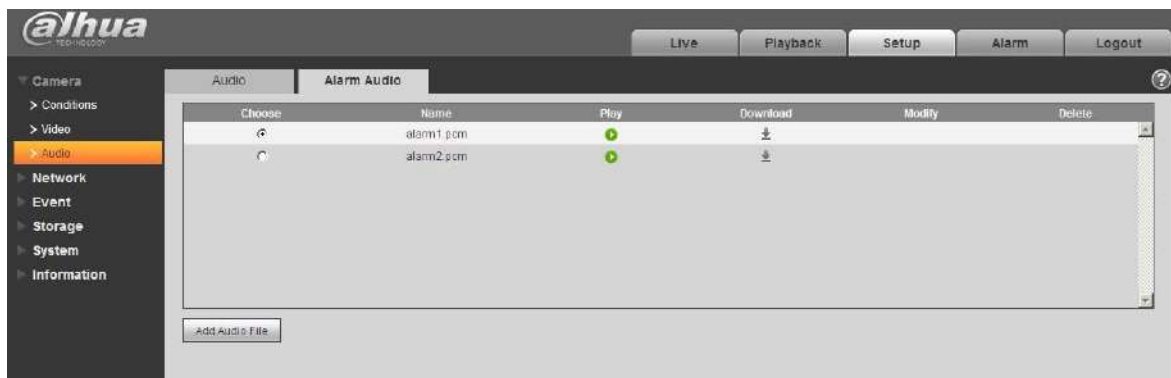 alhua
TECHNOLOGY
Live Playback Setup Alarm Logout
Camera
> Conditions
> Video
> Audio
Network
Event
Storage
System
Information
Audio Alarm Audio
Choose Name Play Download Modify Delete
alarm1.pcm
alarm2.pcm
Add Audio File